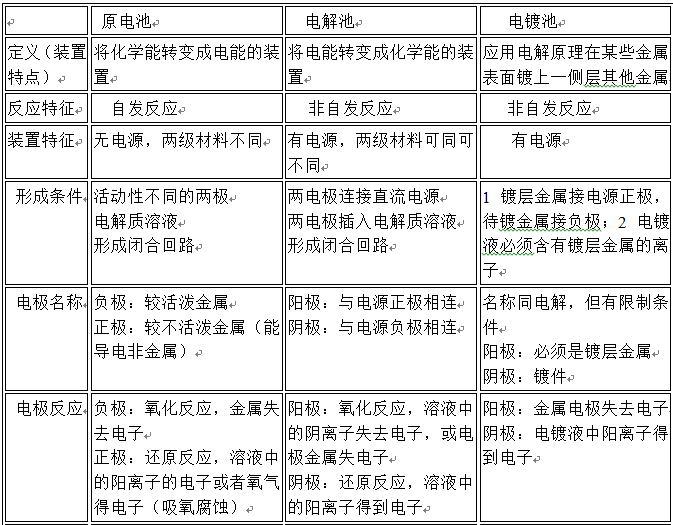 原电池
电解池
电镀池
定义（装置
特点）
将化学能转变成电能的装
置
将电能转变成化学能的装
置
应用电解原理在某些金属
表面镀上一侧层其他金属
反应特征
自发反应
非自发反应
非自发反应
装置特征
无电源，两级材料不同
有电源，两级材料可同可
不同
有电源
形成条件
活动性不同的两极
电解质溶液
形成闭合回路
两电极连接直流电源
两电极插入电解质溶液
形成闭合回路
1 镀层金属接电源正极，
待镀金属接负极；2 电镀
液必须含有镀层金属的离
子
电极名称
负极：较活泼金属
正极：较不活泼金属（能
导电非金属）
阳极：与电源正极相连
阴极：与电源负极相连
名称同电解，但有限制条
件
阳极：必须是镀层金属
阴极：镀件
电极反应
负极：氧化反应，金属失
去电子
正极：还原反应，溶液中
的阳离子的电子或者氧气
得电子（吸氧腐蚀）
阳极：氧化反应，溶液中
的阴离子失去电子，或电
极金属失电子
阴极：还原反应，溶液中
的阳离子得到电子
阳极：金属电极失去电子
阴极：电镀液中阳离子得
到电子